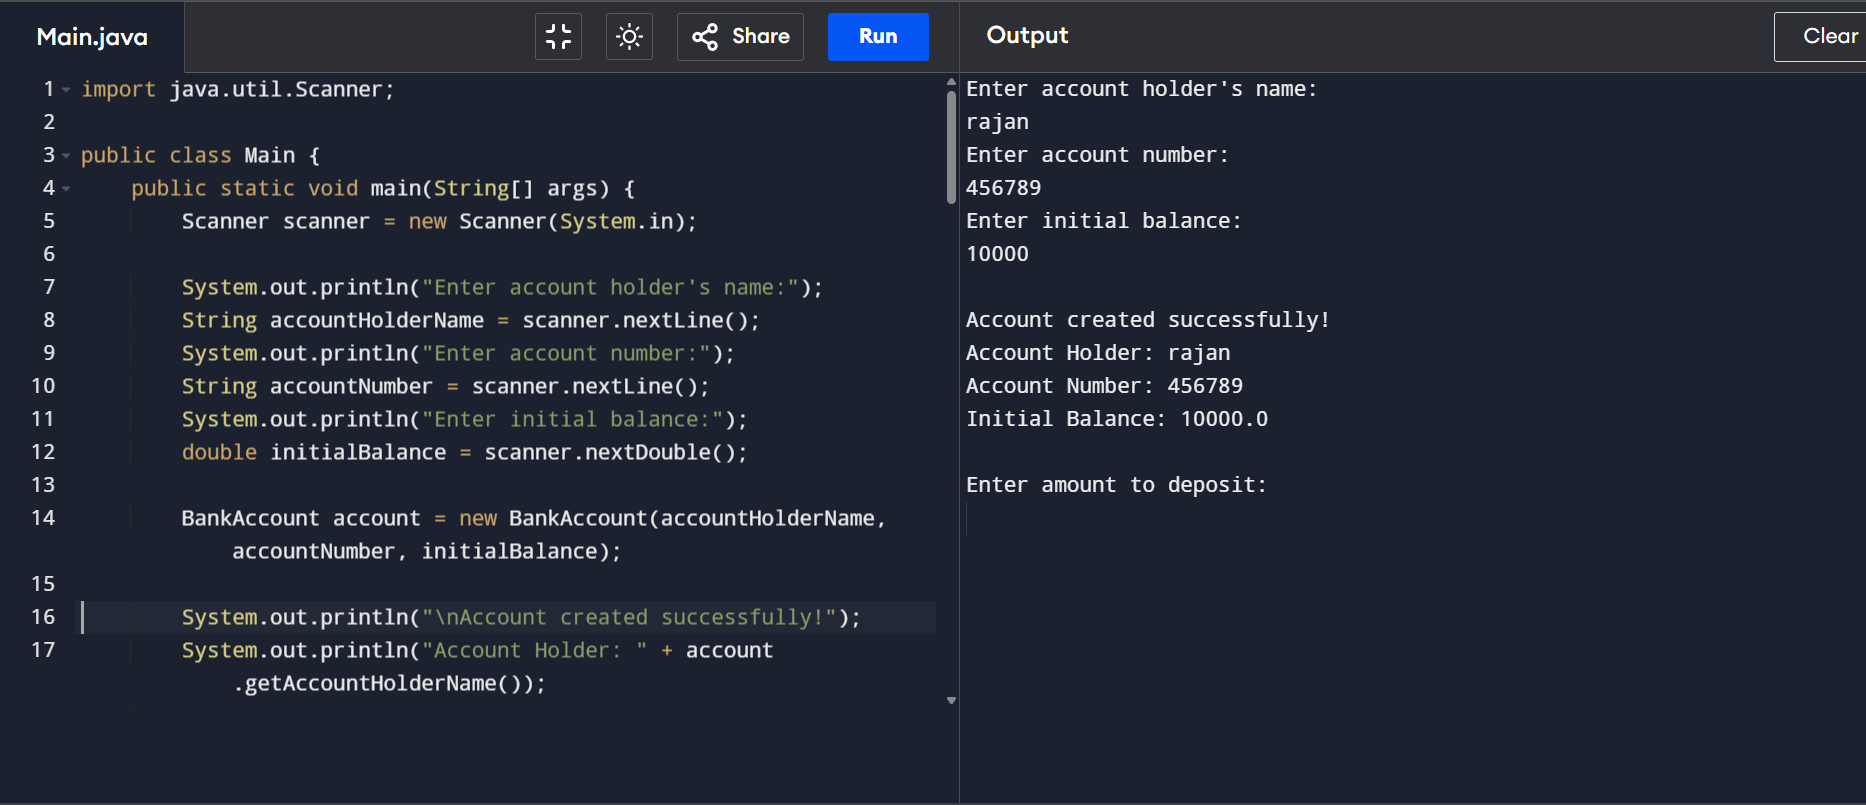 Main.java
Share
Run
Output
Clear
1 import java.util.Scanner;
2
3 public class Main {
4     public static void main(String[] args) {
5         Scanner scanner = new Scanner(System.in);
6
7         System.out.println("Enter account holder's name:");
8         String accountHolderName = scanner.nextLine();
9         System.out.println("Enter account number:");
10         String accountNumber = scanner.nextLine();
11         System.out.println("Enter initial balance:");
12         double initialBalance = scanner.nextDouble();
13
14         BankAccount account = new BankAccount(accountHolderName,
            accountNumber, initialBalance);
15
16         System.out.println("\nAccount created successfully!");
17         System.out.println("Account Holder: " + account
            .getAccountHolderName());
Enter account holder's name:
rajan
Enter account number:
456789
Enter initial balance:
10000
Account created successfully!
Account Holder: rajan
Account Number: 456789
Initial Balance: 10000.0
Enter amount to deposit: